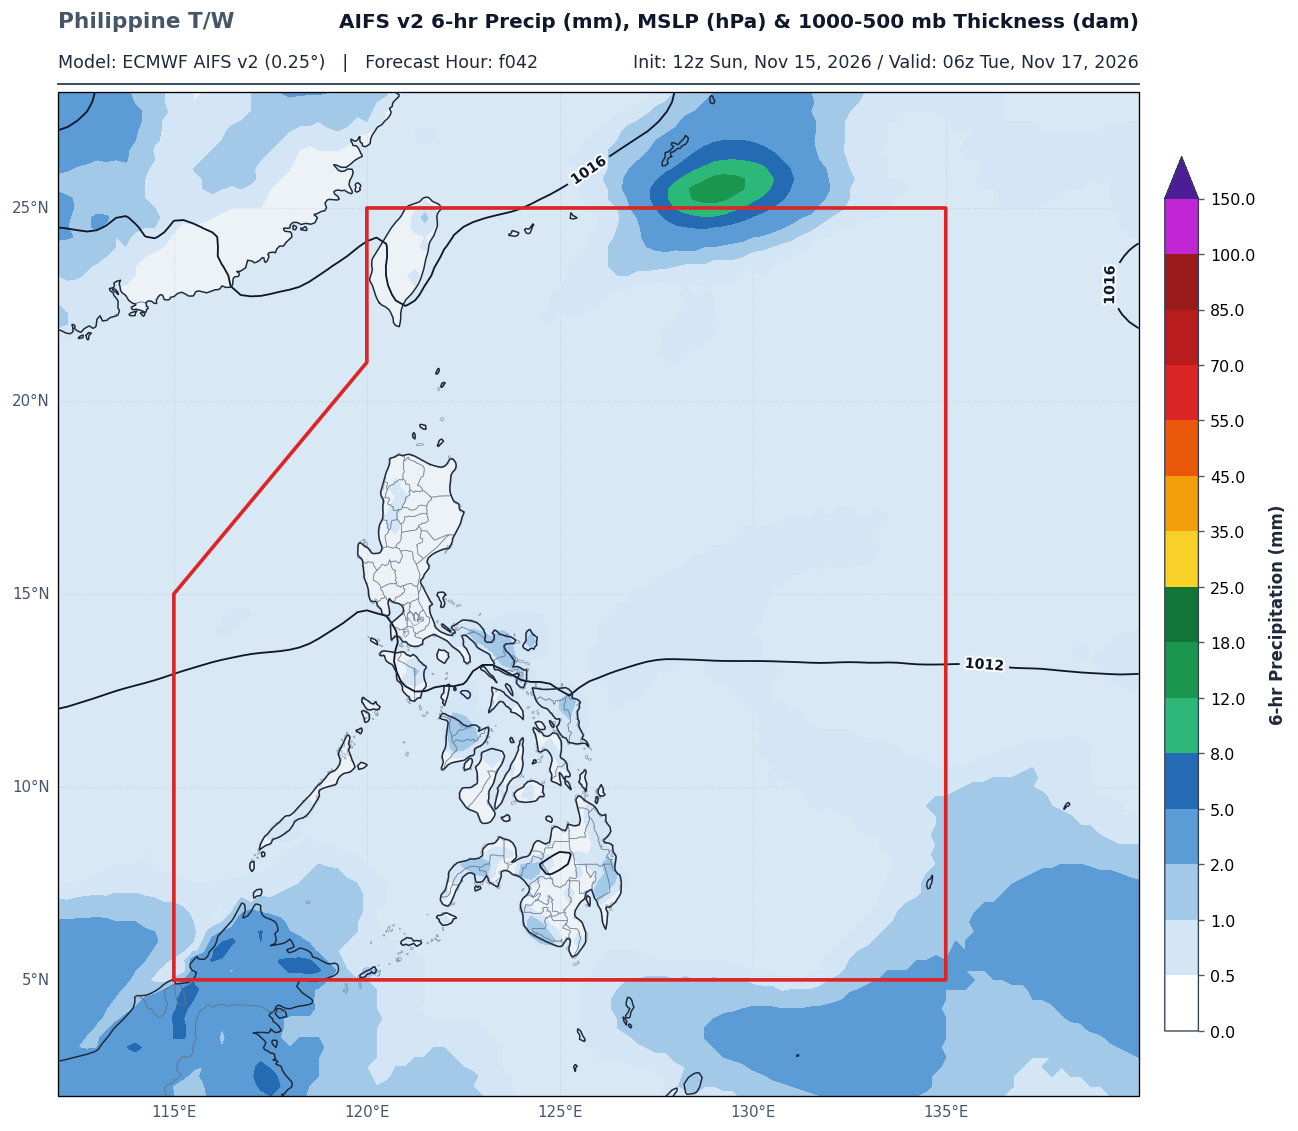 Philippine T/W
AIFS v2 6-hr Precip (mm), MSLP (hPa) & 1000-500 mb Thickness (dam)
Model: ECMWF AIFS v2 (0.25°) | Forecast Hour: f042
Init: 12z Sun, Nov 15, 2026 / Valid: 06z Tue, Nov 17, 2026
1016
1016
1012
25°N
20°N
15°N
10°N
5°N
115°E
120°E
125°E
130°E
135°E
150.0
100.0
85.0
70.0
55.0
45.0
35.0
25.0
18.0
12.0
8.0
5.0
2.0
1.0
0.5
0.0
6-hr Precipitation (mm)